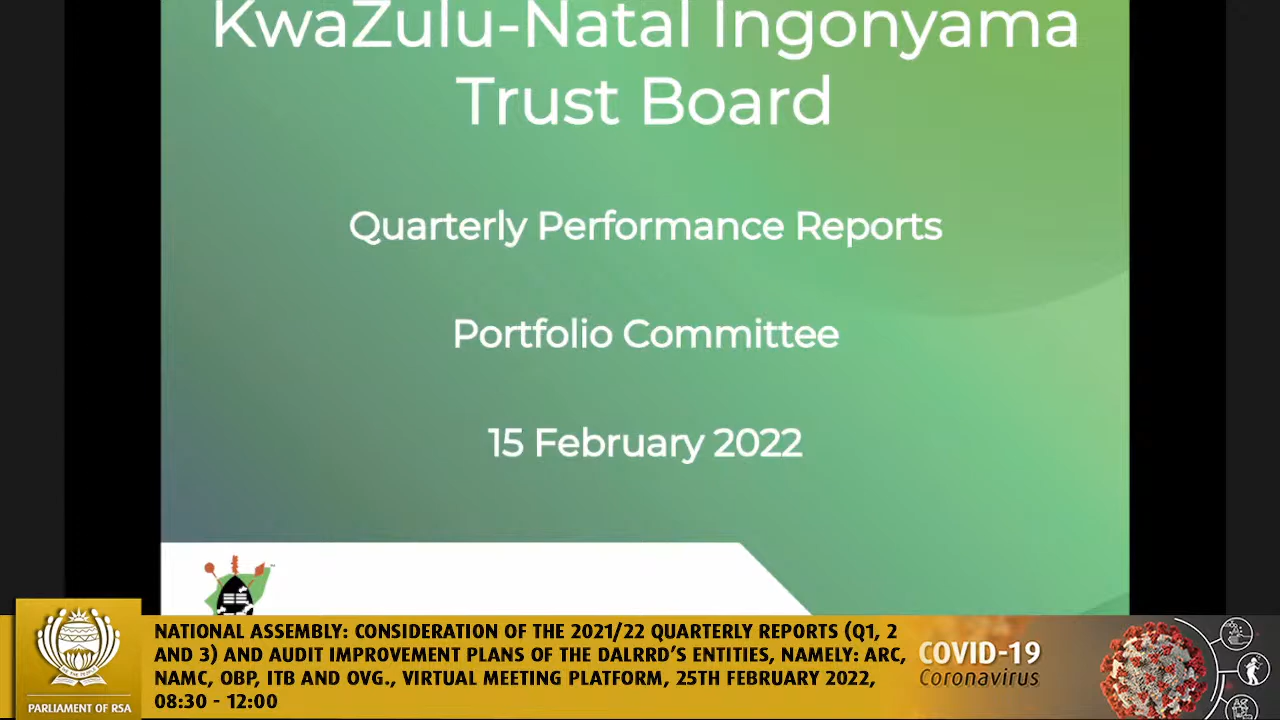 KwaZulu-Natal Ingonyama
Trust Board
Quarterly Performance Reports
Portfolio Committee
15 February 2022
NATIONAL ASSEMBLY: CONSIDERATION OF THE 2021/22 QUARTERLY REPORTS (Q1, 2
AND 3) AND AUDIT IMPROVEMENT PLANS OF THE DALRRD'S ENTITIES, NAMELY: ARC,
NAMC, OBP, ITB AND OVG., VIRTUAL MEETING PLATFORM, 25TH FEBRUARY 2022,
08:30 - 12:00
PARLIAMENT OF RSA
COVID-19
Coronavirus